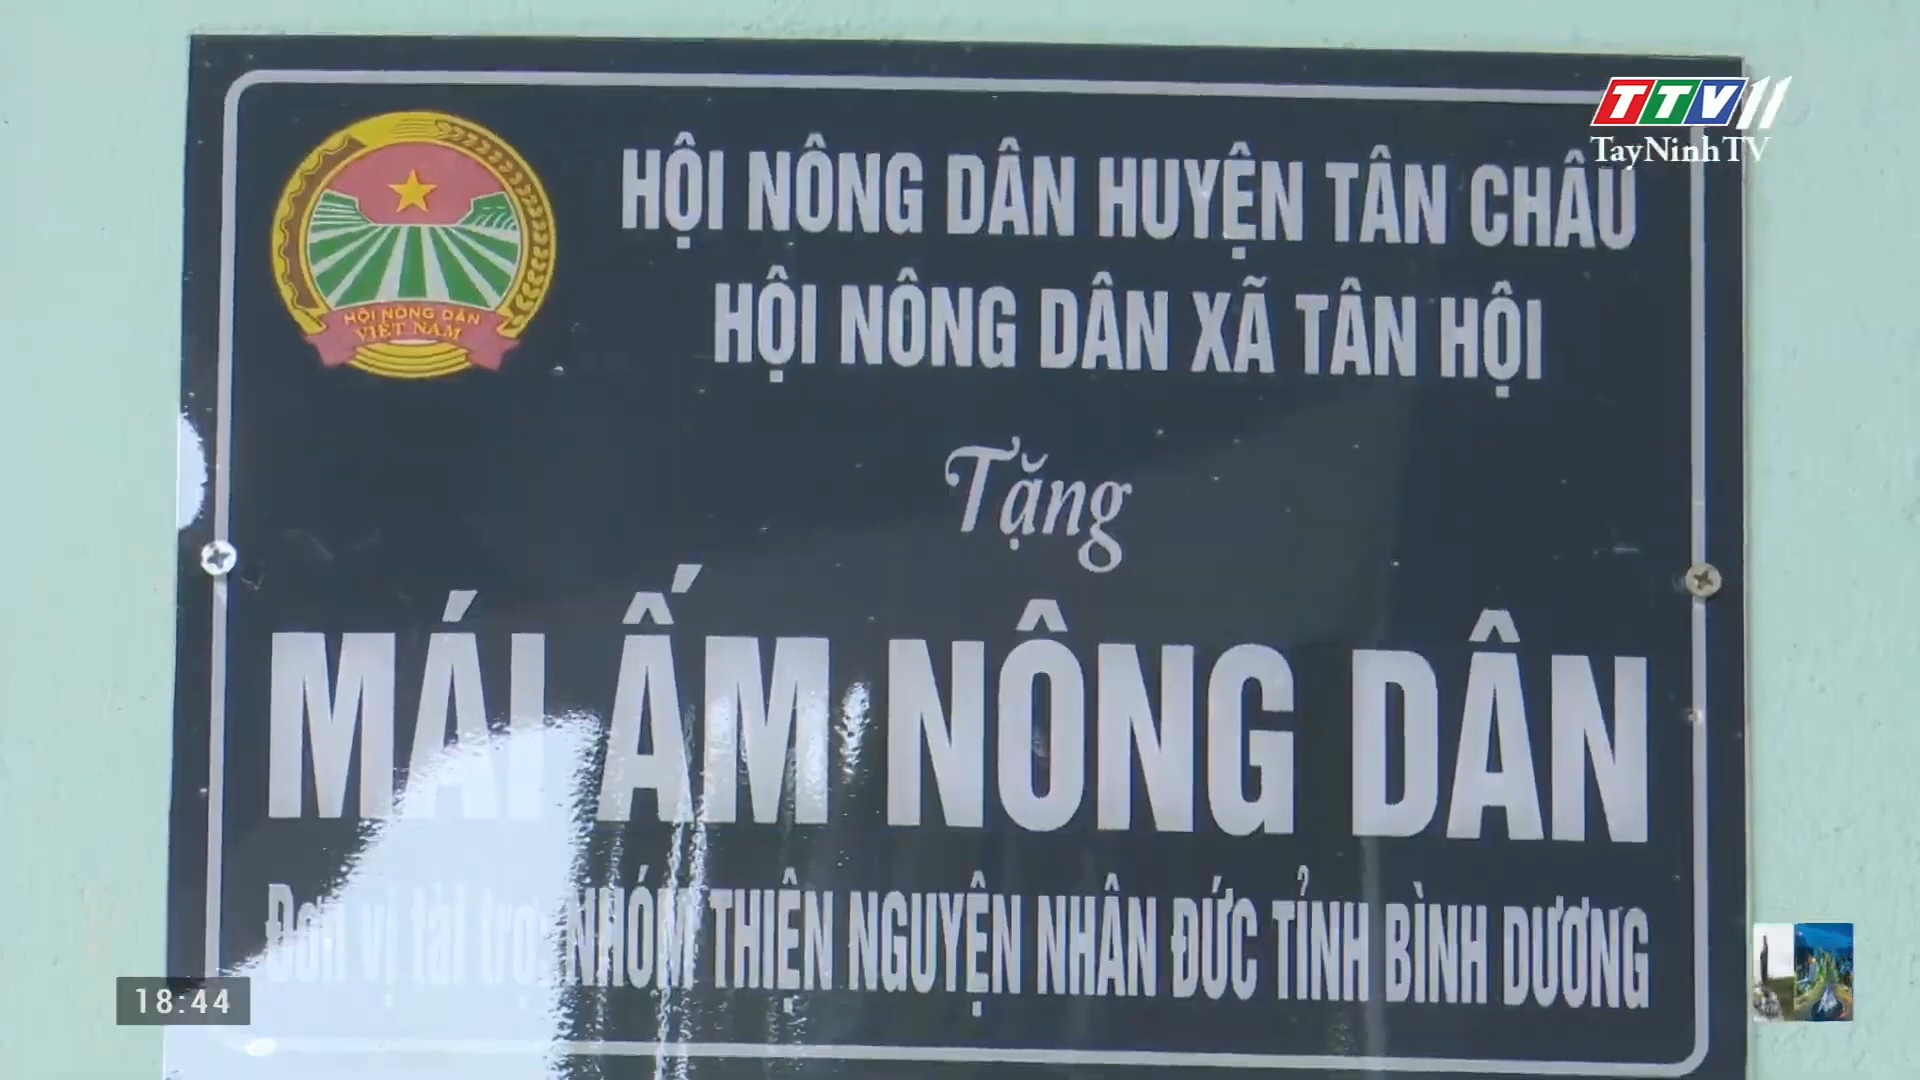 TTV11
TayNinhTV
HỘI NÔNG DÂN HUYỆN TÂN CHÂU
HỘI NÔNG DÂN XÃ TÂN HỘI
HỘI NÔNG DÂN
VIỆT NAM
Tặng
MÁI ẤM NÔNG DÂN
Đơn vị tài trợ: NHÓM THIỆN NGUYỆN NHÂN ĐỨC TỈNH BÌNH DƯƠNG
18:44